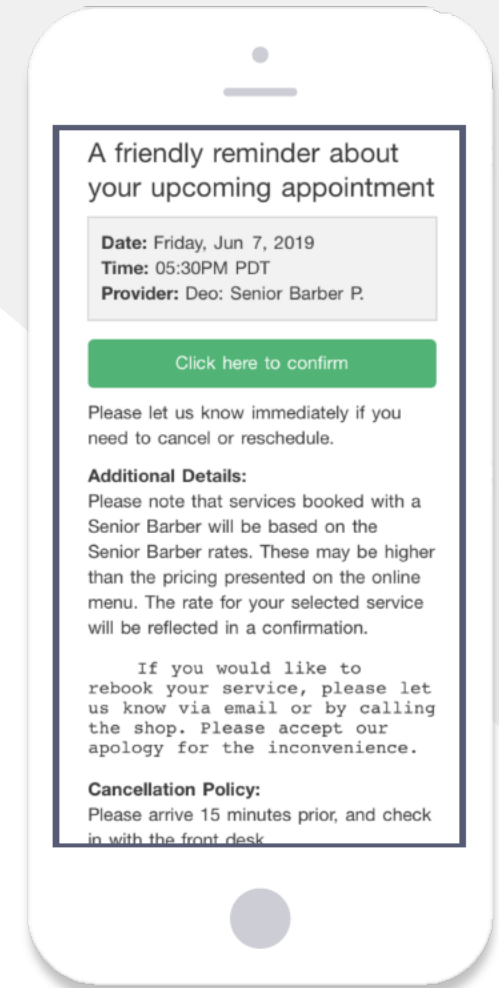 A friendly reminder about
your upcoming appointment
Date: Friday, Jun 7, 2019
Time: 05:30PM PDT
Provider: Deo: Senior Barber P.
Click here to confirm
Please let us know immediately if you
need to cancel or reschedule.
Additional Details:
Please note that services booked with a
Senior Barber will be based on the
Senior Barber rates. These may be higher
than the pricing presented on the online
menu. The rate for your selected service
will be reflected in a confirmation.
If you would like to
rebook your service, please let
us know via email or by calling
the shop. Please accept our
apology for the inconvenience.
Cancellation Policy:
Please arrive 15 minutes prior, and check
in with the front desk